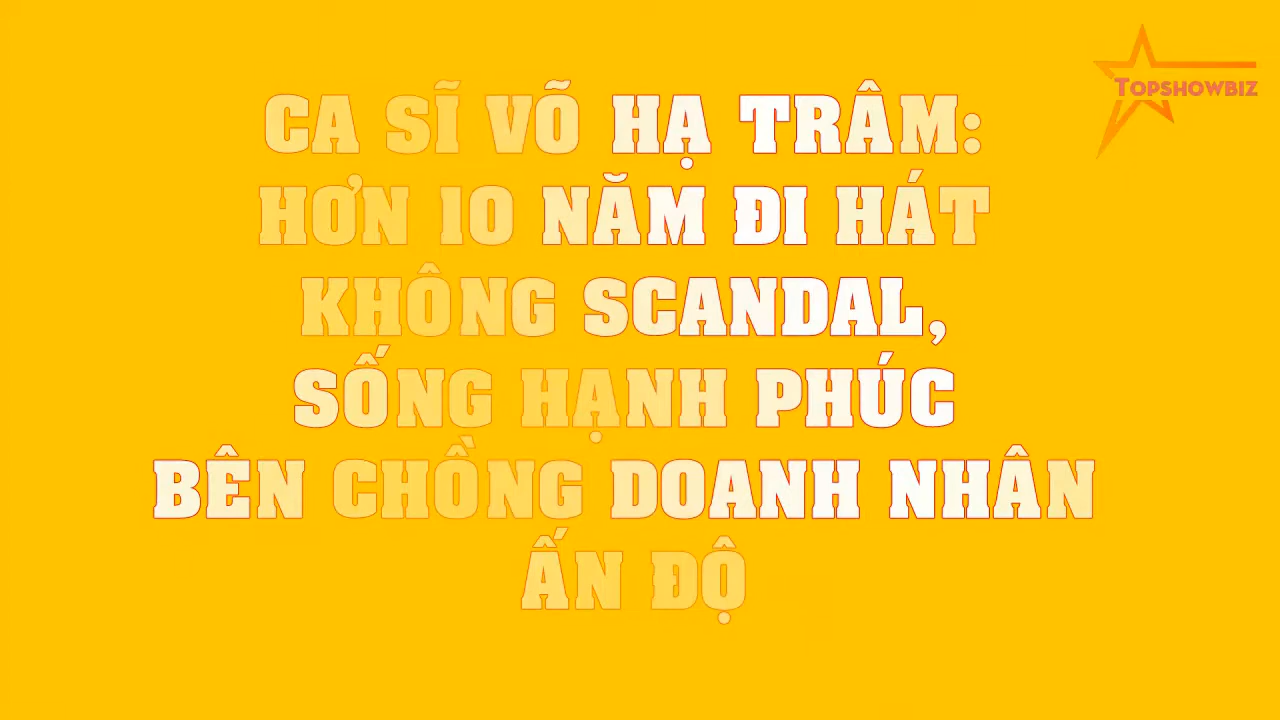 TOPSHOWBIZ
CA SĨ VÕ HẠ TRÂM:
HƠN 10 NĂM ĐI HÁT
KHÔNG SCANDAL,
SỐNG HẠNH PHÚC
BÊN CHỒNG DOANH NHÂN
ẤN ĐỘ